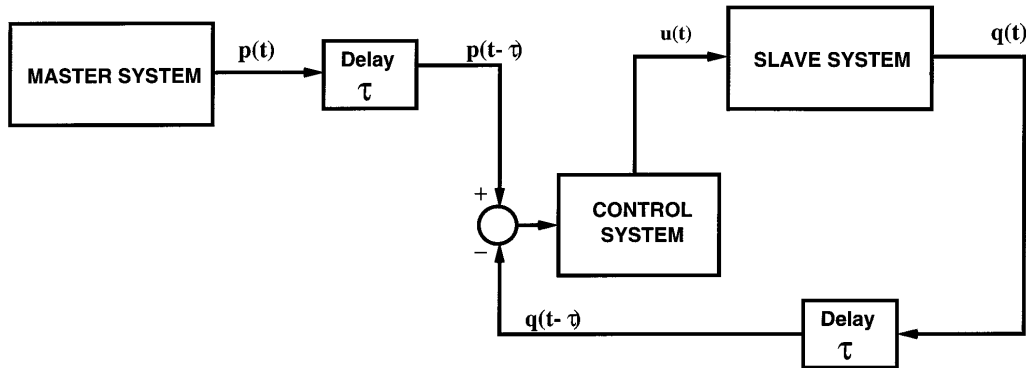 MASTER SYSTEM
p(t)
Delay
τ
p(t- τ)
u(t)
SLAVE SYSTEM
q(t)
+
−
CONTROL
SYSTEM
q(t- τ)
Delay
τ